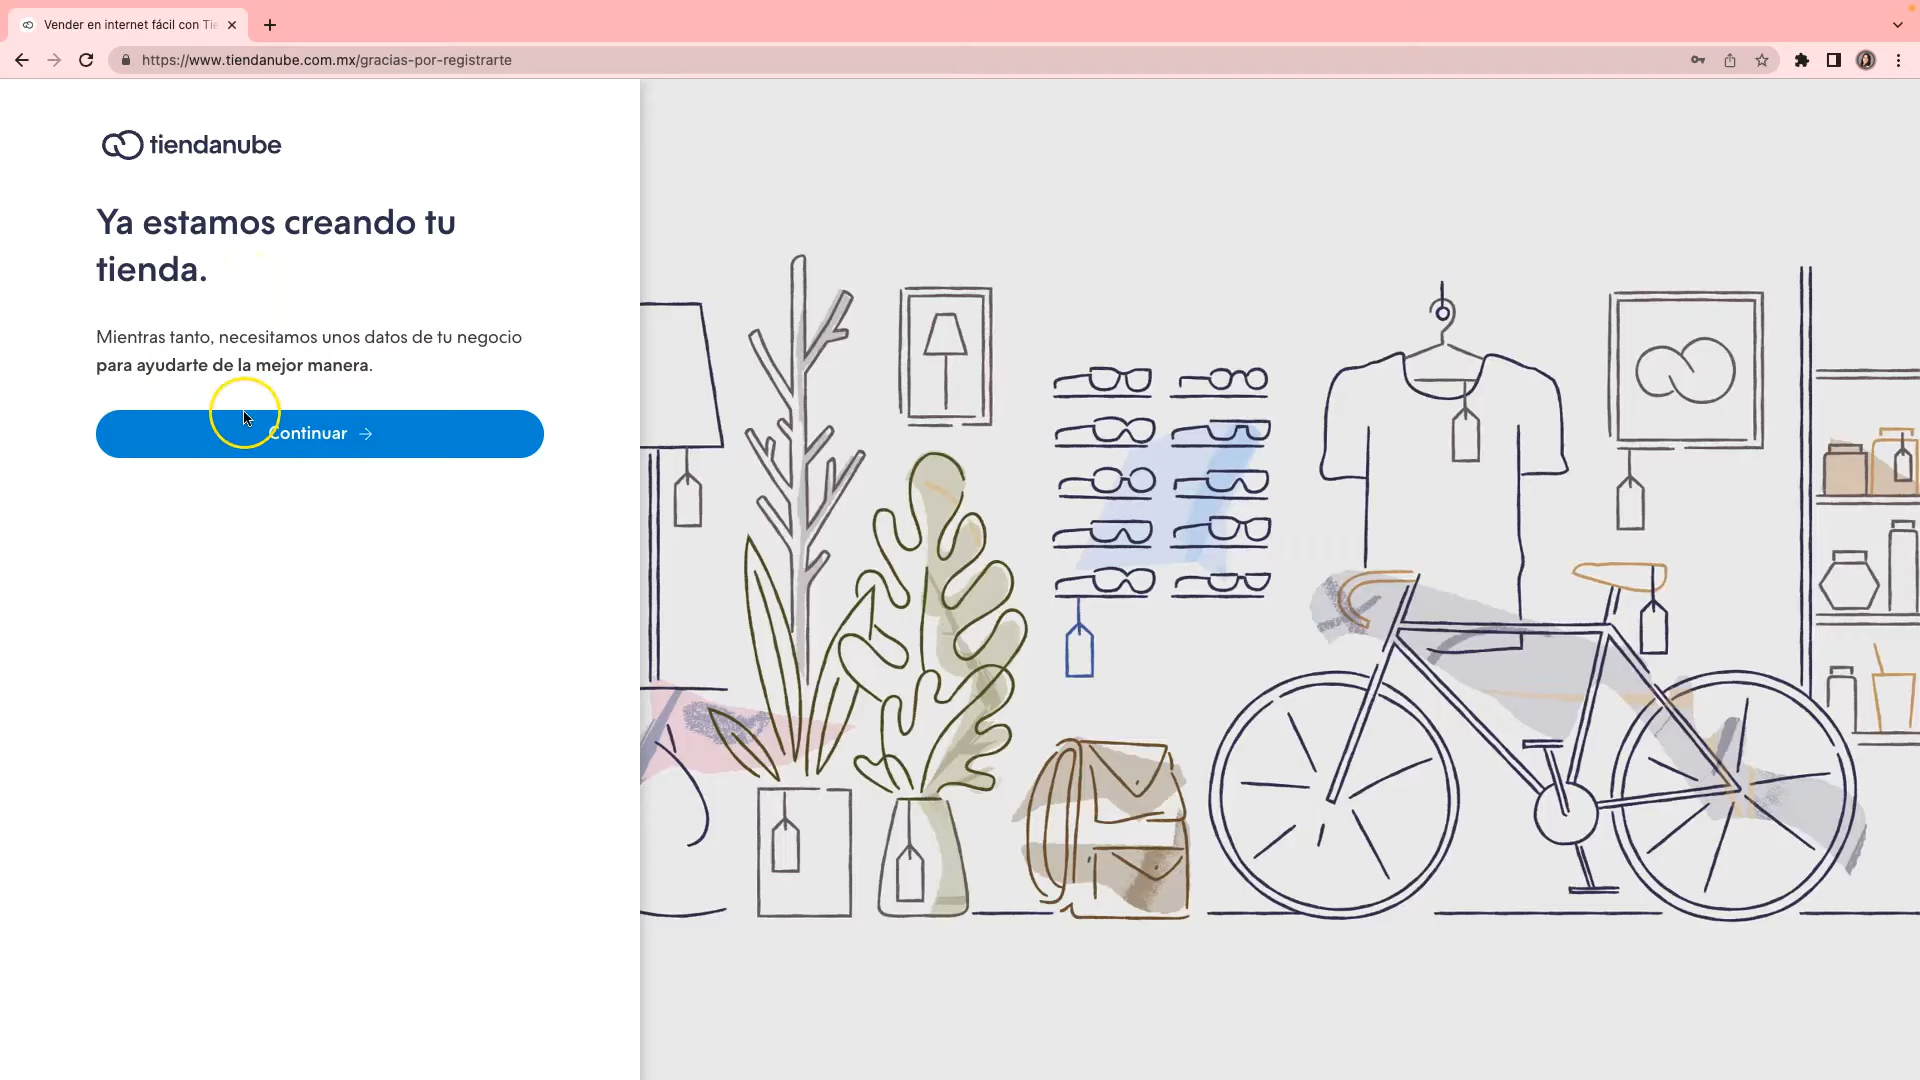 Vender en internet fácil con Tie
https://www.tiendanube.com.mx/gracias-por-registrarte
tiendanube
Ya estamos creando tu
tienda.
Mientras tanto, necesitamos unos datos de tu negocio
para ayudarte de la mejor manera.
Continuar →